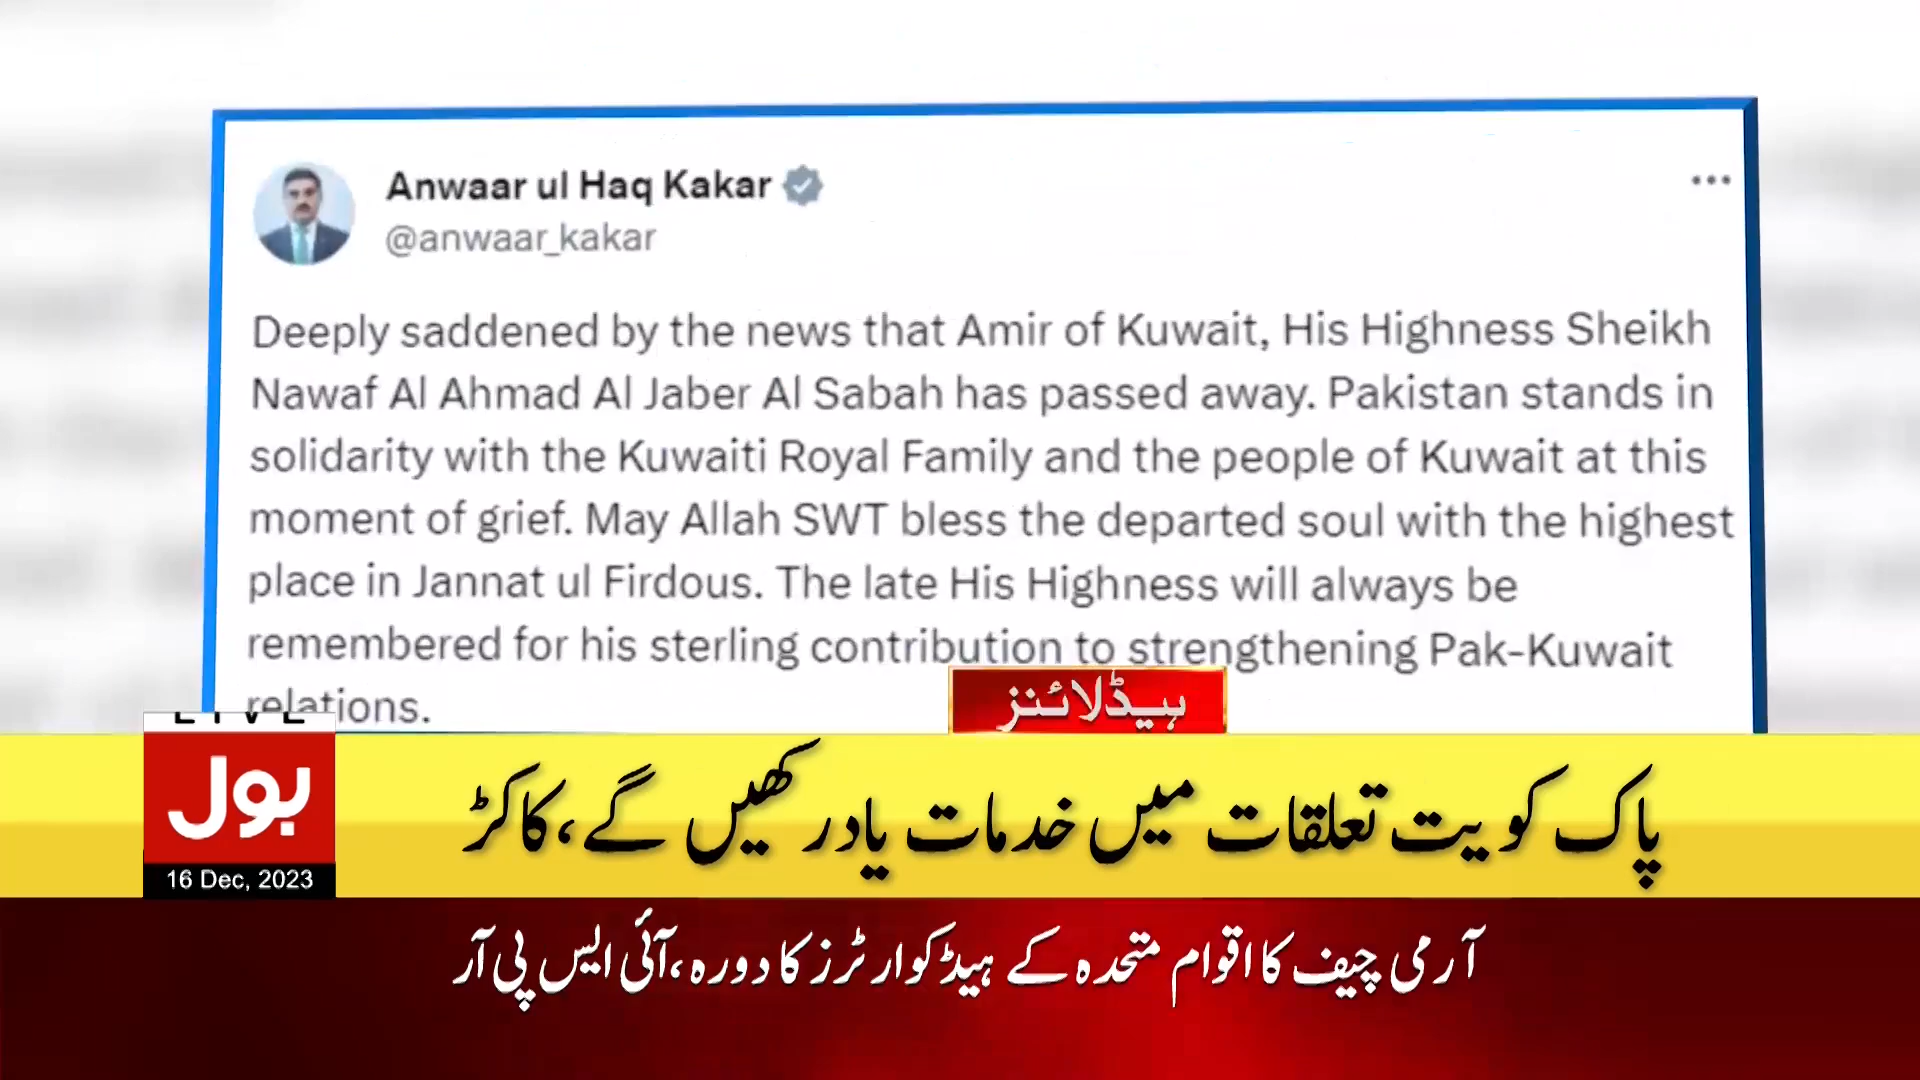 Anwaar ul Haq Kakar
@anwaar_kakar
Deeply saddened by the news that Amir of Kuwait, His Highness Sheikh
Nawaf Al Ahmad Al Jaber Al Sabah has passed away. Pakistan stands in
solidarity with the Kuwaiti Royal Family and the people of Kuwait at this
moment of grief. May Allah SWT bless the departed soul with the highest
place in Jannat ul Firdous. The late His Highness will always be
remembered for his sterling contribution to strengthening Pak-Kuwait
relations.
ہیڈلائنز
LIVE
بول
16 Dec, 2023
پاک کویت تعلقات میں خدمات یاد رکھیں گے، کاکڑ
آرمی چیف کا اقوام متحدہ کے ہیڈکوارٹرز کا دورہ، آئی ایس پی آر